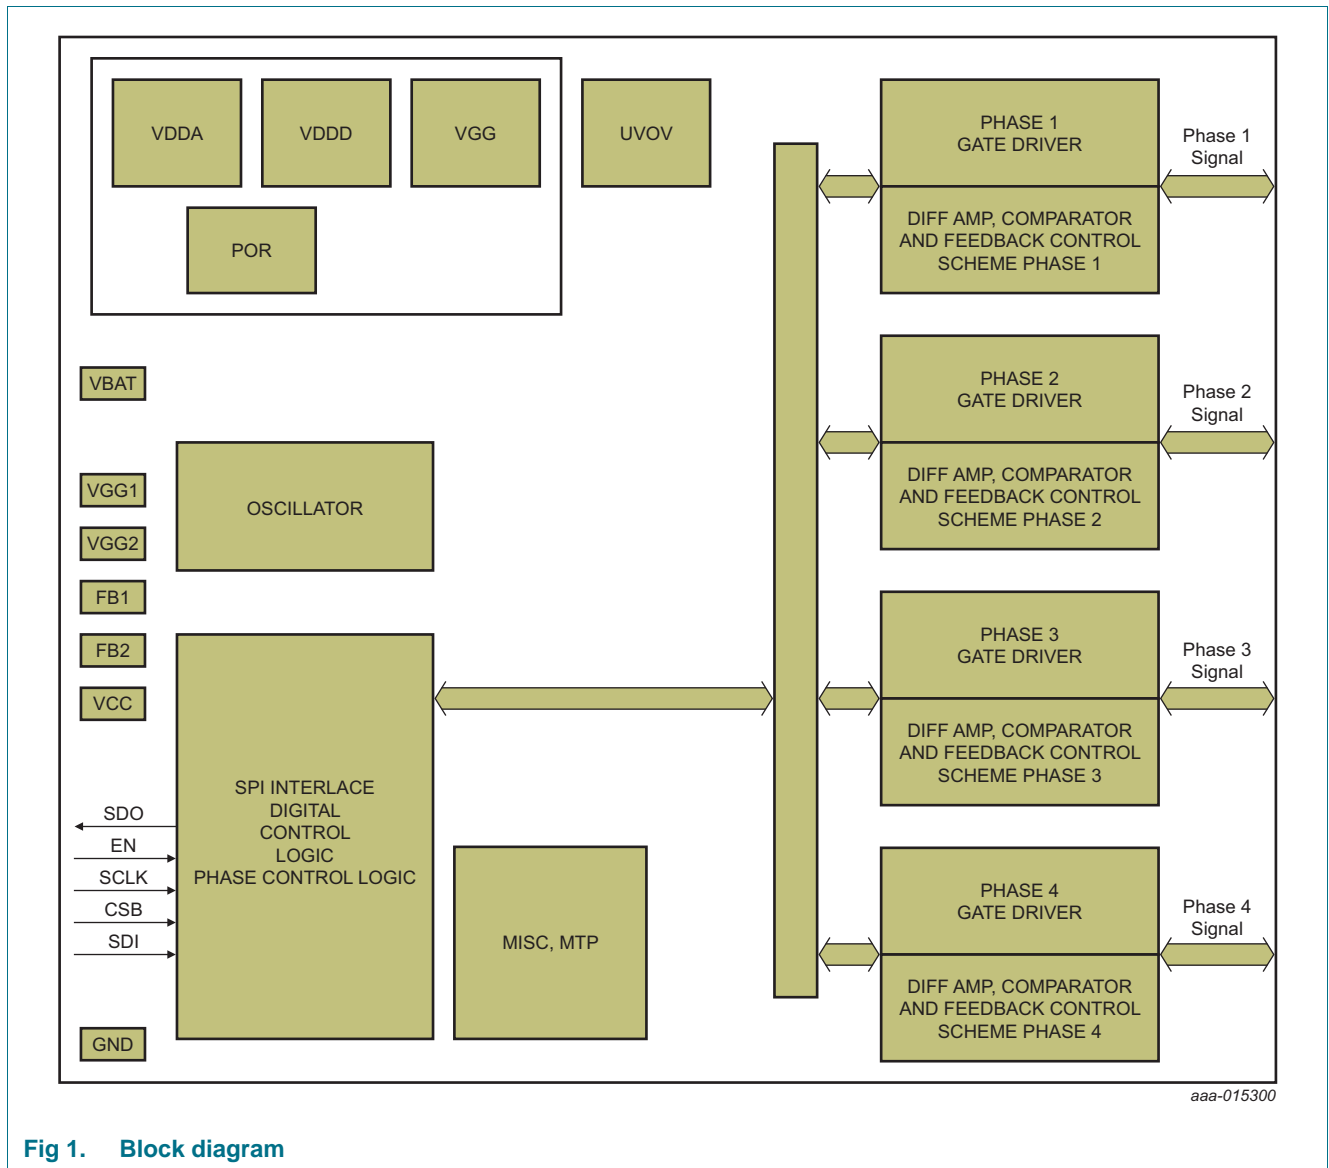 VDDA
VDDD
VGG
UVOV
POR
VBAT
VGG1
VGG2
FB1
FB2
VCC
OSCILLATOR
SPI INTERLACE
DIGITAL
CONTROL
LOGIC
PHASE CONTROL LOGIC
SDO
EN
SCLK
CSB
SDI
GND
MISC, MTP
PHASE 1
GATE DRIVER
DIFF AMP, COMPARATOR
AND FEEDBACK CONTROL
SCHEME PHASE 1
Phase 1
Signal
PHASE 2
GATE DRIVER
DIFF AMP, COMPARATOR
AND FEEDBACK CONTROL
SCHEME PHASE 2
Phase 2
Signal
PHASE 3
GATE DRIVER
DIFF AMP, COMPARATOR
AND FEEDBACK CONTROL
SCHEME PHASE 3
Phase 3
Signal
PHASE 4
GATE DRIVER
DIFF AMP, COMPARATOR
AND FEEDBACK CONTROL
SCHEME PHASE 4
Phase 4
Signal
aaa-015300
Fig 1. Block diagram